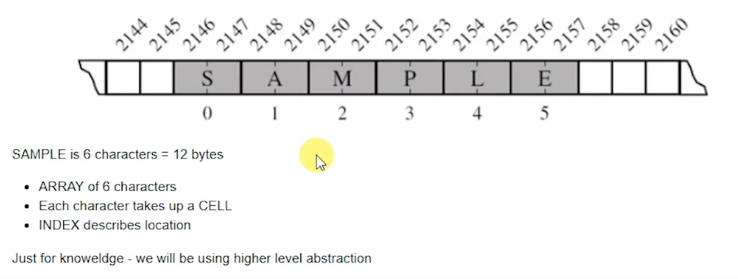 2144 2145 2146 2147 2148 2149 2150 2151 2152 2153 2154 2155 2156 2157 2158 2159 2160
S A M P L E
0 1 2 3 4 5
SAMPLE is 6 characters = 12 bytes
• ARRAY of 6 characters
• Each character takes up a CELL
• INDEX describes location
Just for knoweldge - we will be using higher level abstraction